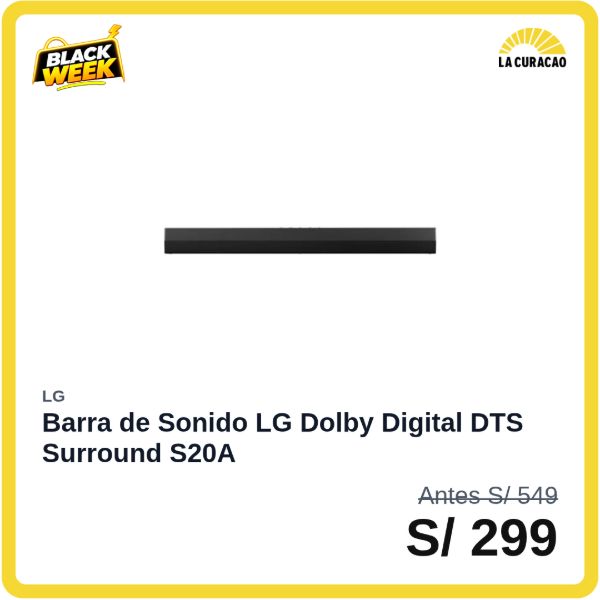 BLACK
WEEK
LA CURACAO
LG
Barra de Sonido LG Dolby Digital DTS
Surround S20A
Antes S/ 549
S/ 299